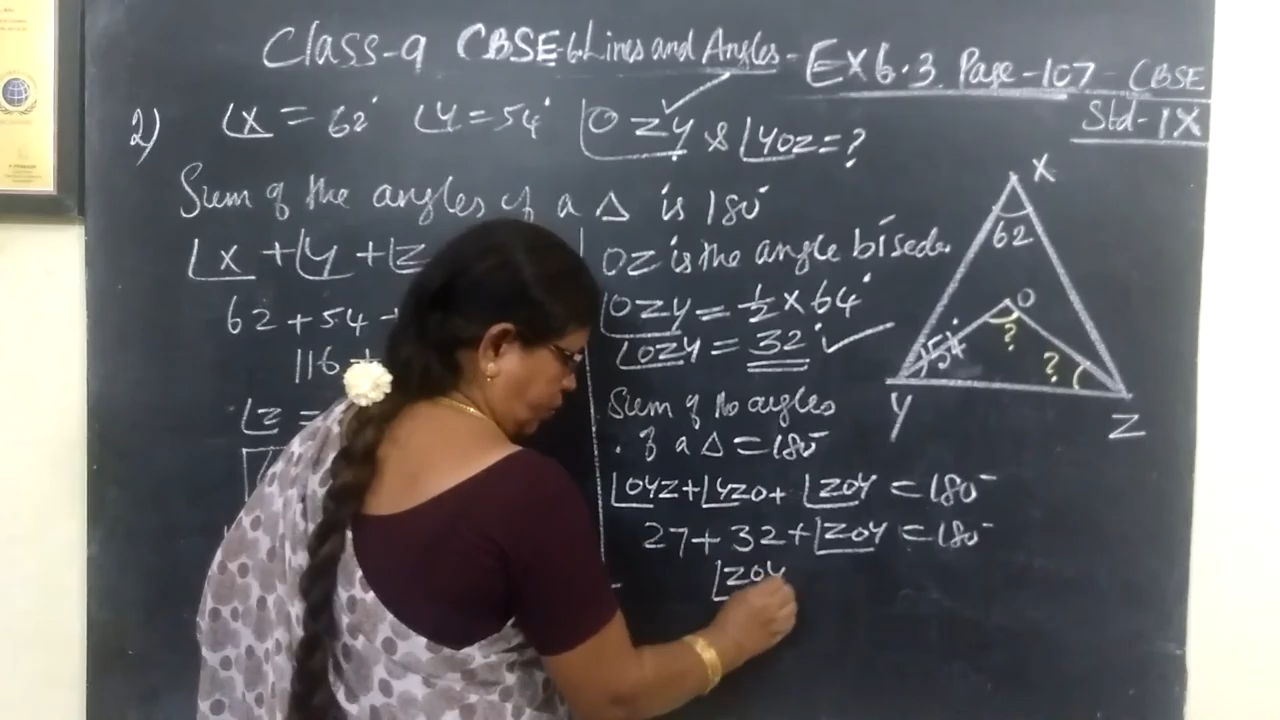 Class-9 CBSE-6.Lines and Angles - Ex 6.3. Page-107 - CBSE
Std-IX
2) ∠X = 62° ∠Y = 54° ∠OZY & ∠YOZ = ?
Sum of the angles of a Δ is 180°
∠X + ∠Y + ∠Z
62 + 54 +
116 +
∠Z =
OZ is the angle bisector.
∠OZY = 1/2 × 64°
∠OZY = 32°
Sum of the angles
of a Δ = 180°
∠OYZ + ∠YZO + ∠ZOY = 180°
27 + 32 + ∠ZOY = 180°
∠ZOY
X
62
O
?
54°
?
Y
Z